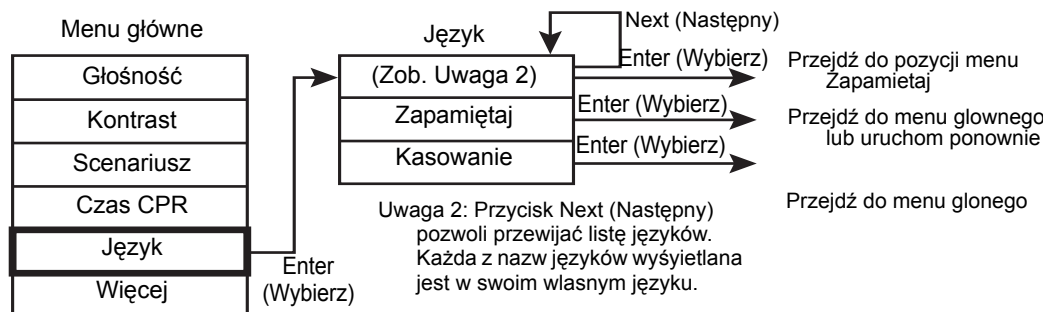 Menu główne
Głośność
Kontrast
Scenariusz
Czas CPR
Język
Więcej
Enter
(Wybierz)
Język
(Zob. Uwaga 2)
Zapamiętaj
Kasowanie
Next (Następny)
Enter (Wybierz)
Enter (Wybierz)
Enter (Wybierz)
Przejdź do pozycji menu
Zapamietaj
Przejdź do menu glownego
lub uruchom ponownie
Przejdź do menu glonego
Uwaga 2: Przycisk Next (Następny)
pozwoli przewijać listę języków.
Każda z nazw języków wyśyietlana
jest w swoim wlasnym języku.